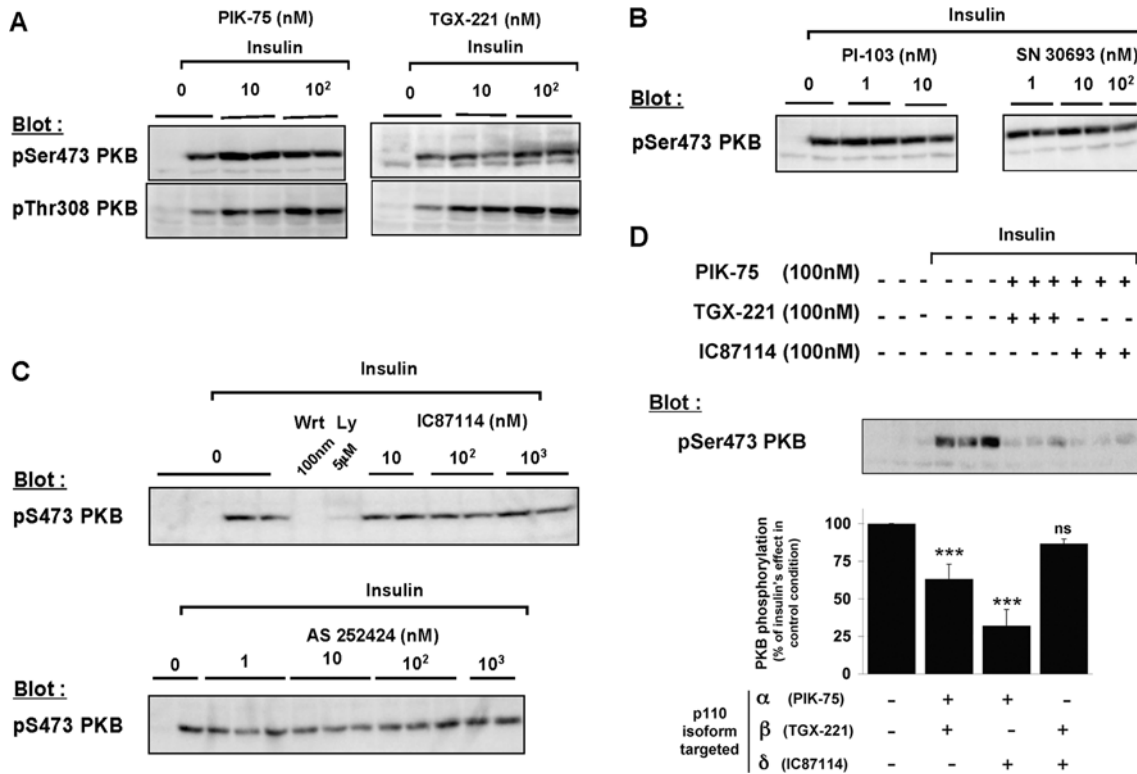 A
PIK-75 (nM)
TGX-221 (nM)
Insulin
Insulin
0 10 10²
0 10 10²
Blot :
pSer473 PKB
pThr308 PKB
B
Insulin
PI-103 (nM)
SN 30693 (nM)
0 1 10
1 10 10²
Blot :
pSer473 PKB
C
Insulin
Wrt Ly IC87114 (nM)
0 100nm 5µM 10 10² 10³
Blot :
pS473 PKB
Insulin
AS 252424 (nM)
0 1 10 10² 10³
Blot :
pS473 PKB
D
Insulin
PIK-75 (100nM) - - - - - - + + + + + +
TGX-221 (100nM) - - - - - - + + + - - -
IC87114 (100nM) - - - - - - - - - + + +
Blot :
pSer473 PKB
PKB phosphorylation
(% of insulin's effect in
control condition)
100
75
50
25
0
***
***
ns
p110
isoform
targeted
α (PIK-75) - + + -
β (TGX-221) - + - +
δ (IC87114) - - + +